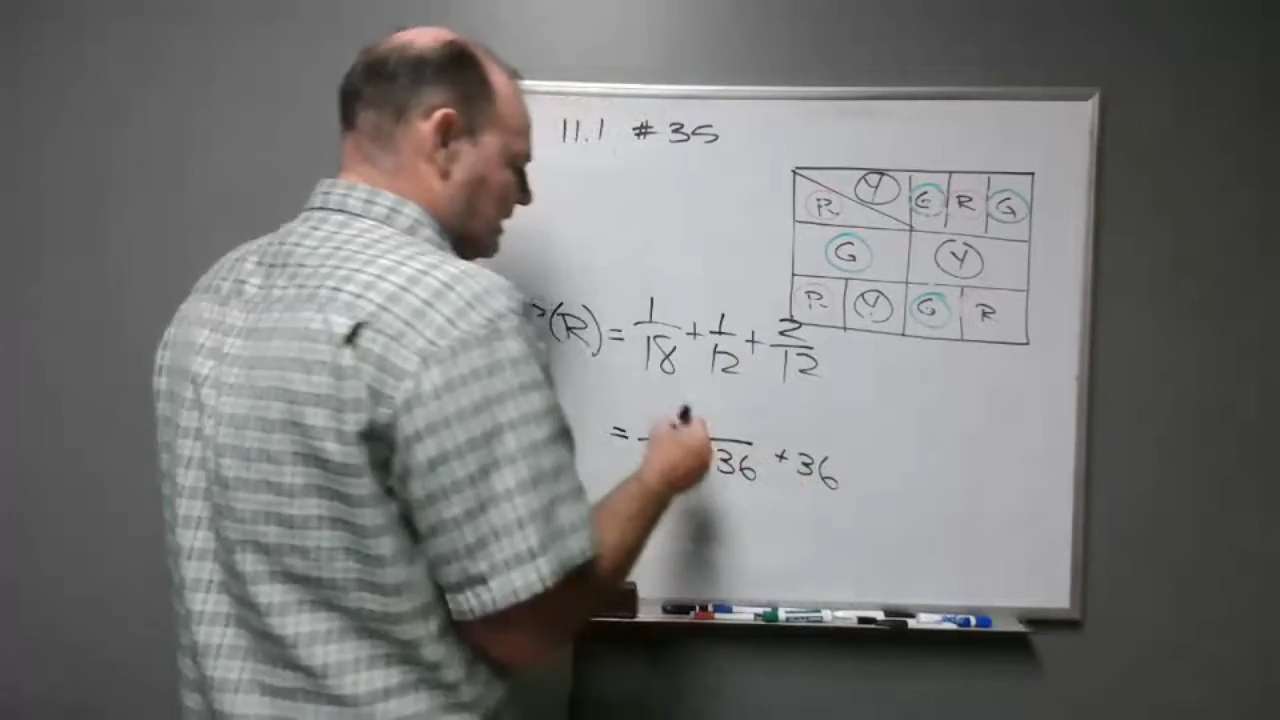 11.1 # 35
Y G R G
R
G Y
R Y G R
(R) = 1/18 + 1/12 + 2/12
= 36 + 36